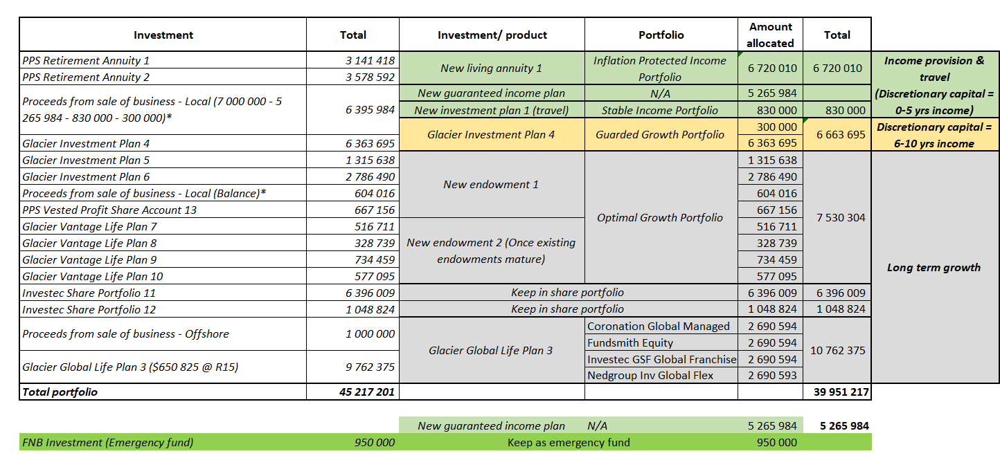 Investment Total Investment/ product Portfolio Amount allocated Total
PPS Retirement Annuity 1 3 141 418 New living annuity 1 Inflation Protected Income Portfolio 6 720 010 6 720 010 Income provision & travel (Discretionary capital = 0-5 yrs income)
PPS Retirement Annuity 2 3 578 592
Proceeds from sale of business - Local (7 000 000 - 5 265 984 - 830 000 - 300 000)* 6 395 984 New guaranteed income plan N/A 5 265 984
New investment plan 1 (travel) Stable Income Portfolio 830 000 830 000
Glacier Investment Plan 4 Guarded Growth Portfolio 300 000 6 663 695 Discretionary capital = 6-10 yrs income
Glacier Investment Plan 4 6 363 695 6 363 695
Glacier Investment Plan 5 1 315 638 New endowment 1 Optimal Growth Portfolio 1 315 638 7 530 304 Long term growth
Glacier Investment Plan 6 2 786 490 2 786 490
Proceeds from sale of business - Local (Balance)* 604 016 604 016
PPS Vested Profit Share Account 13 667 156 667 156
Glacier Vantage Life Plan 7 516 711 New endowment 2 (Once existing endowments mature) 516 711
Glacier Vantage Life Plan 8 328 739 328 739
Glacier Vantage Life Plan 9 734 459 734 459
Glacier Vantage Life Plan 10 577 095 577 095
Investec Share Portfolio 11 6 396 009 Keep in share portfolio 6 396 009 6 396 009
Investec Share Portfolio 12 1 048 824 Keep in share portfolio 1 048 824 1 048 824
Proceeds from sale of business - Offshore 1 000 000 Glacier Global Life Plan 3 Coronation Global Managed 2 690 594 10 762 375
Fundsmith Equity 2 690 594
Glacier Global Life Plan 3 ($650 825 @ R15) 9 762 375 Investec GSF Global Franchise 2 690 594
Nedgroup Inv Global Flex 2 690 593
Total portfolio 45 217 201 39 951 217
New guaranteed income plan N/A 5 265 984 5 265 984
FNB Investment (Emergency fund) 950 000 Keep as emergency fund 950 000